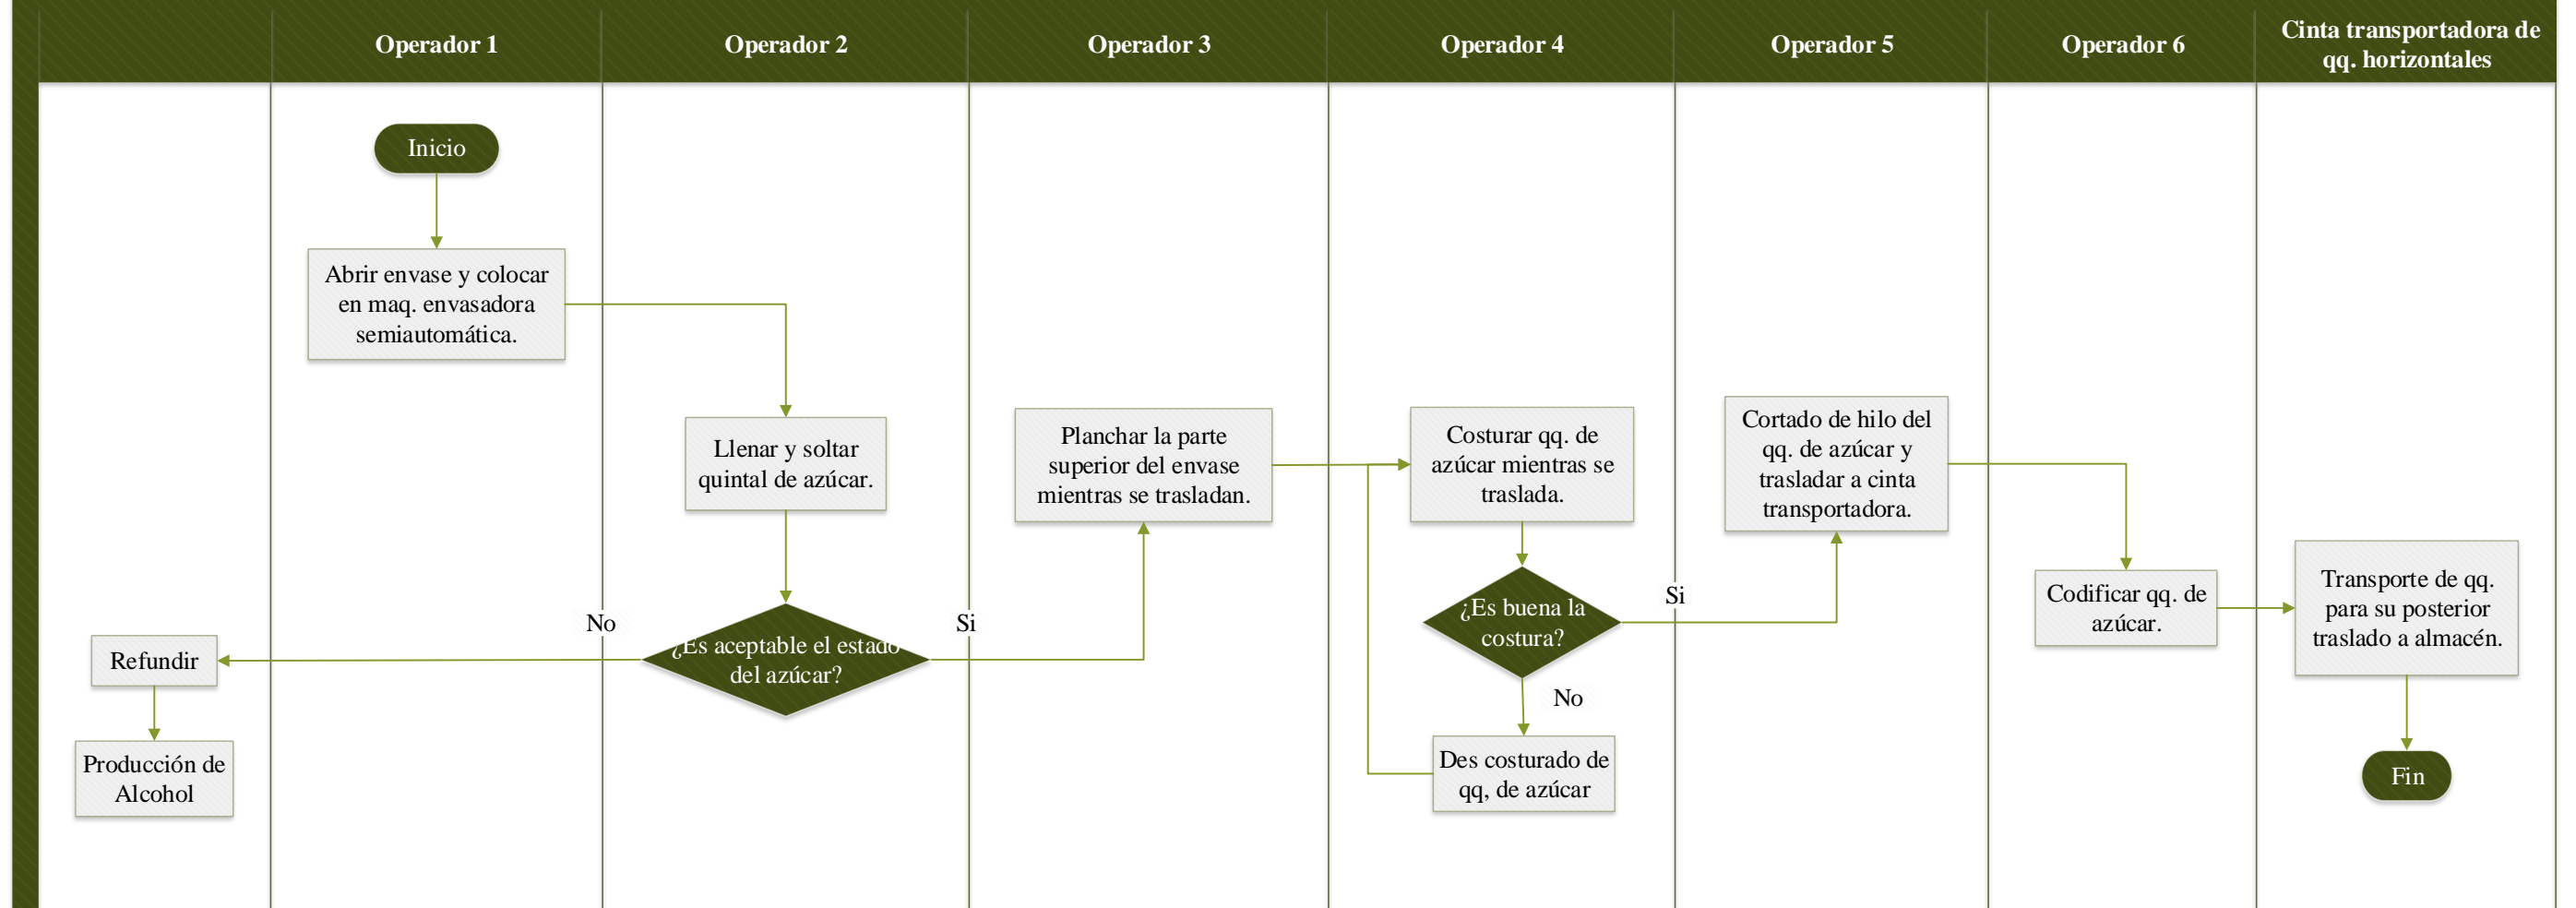 Operador 1
Operador 2
Operador 3
Operador 4
Operador 5
Operador 6
Cinta transportadora de
qq. horizontales
Inicio
Abrir envase y colocar
en maq. envasadora
semiautomática.
Llenar y soltar
quintal de azúcar.
¿Es aceptable el estado
del azúcar?
No
Si
Refundir
Producción de
Alcohol
Planchar la parte
superior del envase
mientras se trasladan.
Costurar qq. de
azúcar mientras se
traslada.
¿Es buena la
costura?
Si
No
Des costurado de
qq, de azúcar
Cortado de hilo del
qq. de azúcar y
trasladar a cinta
transportadora.
Codificar qq. de
azúcar.
Transporte de qq.
para su posterior
traslado a almacén.
Fin